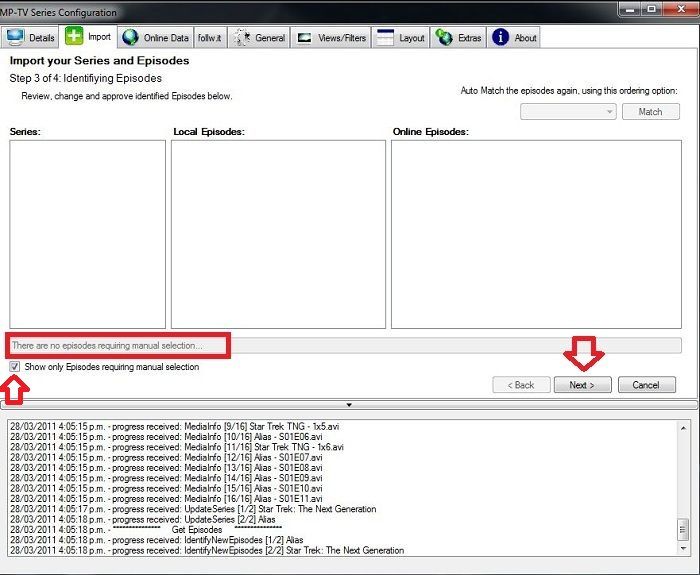 MP-TV Series Configuration
Details Import Online Data follw.it General Views/Filters Layout Extras About
Import your Series and Episodes
Step 3 of 4: Identifiying Episodes
Review, change and approve identified Episodes below.
Auto Match the episodes again, using this ordering option:
Match
Series: Local Episodes: Online Episodes:
There are no episodes requiring manual selection...
Show only Episodes requiring manual selection
< Back Next > Cancel
28/03/2011 4:05:15 p.m. - progress received: MediaInfo [9/16] Star Trek TNG - 1x5.avi
28/03/2011 4:05:15 p.m. - progress received: MediaInfo [10/16] Alias - S01E06.avi
28/03/2011 4:05:15 p.m. - progress received: MediaInfo [11/16] Star Trek TNG - 1x6.avi
28/03/2011 4:05:15 p.m. - progress received: MediaInfo [12/16] Alias - S01E07.avi
28/03/2011 4:05:15 p.m. - progress received: MediaInfo [13/16] Alias - S01E08.avi
28/03/2011 4:05:15 p.m. - progress received: MediaInfo [14/16] Alias - S01E09.avi
28/03/2011 4:05:15 p.m. - progress received: MediaInfo [15/16] Alias - S01E10.avi
28/03/2011 4:05:15 p.m. - progress received: MediaInfo [16/16] Alias - S01E11.avi
28/03/2011 4:05:17 p.m. - progress received: UpdateSeries [1/2] Star Trek: The Next Generation
28/03/2011 4:05:18 p.m. - progress received: UpdateSeries [2/2] Alias
28/03/2011 4:05:18 p.m. - *************** Get Episodes ***************
28/03/2011 4:05:18 p.m. - progress received: IdentifyNewEpisodes [1/2] Alias
28/03/2011 4:05:18 p.m. - progress received: IdentifyNewEpisodes [2/2] Star Trek: The Next Generation